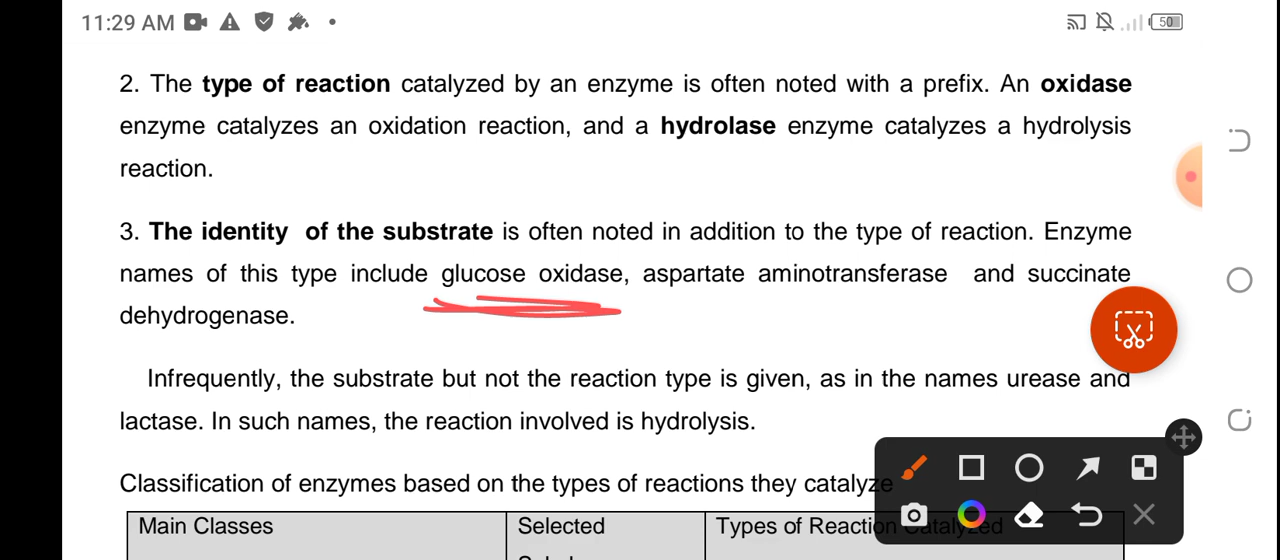 11:29 AM
50
2. The type of reaction catalyzed by an enzyme is often noted with a prefix. An oxidase
enzyme catalyzes an oxidation reaction, and a hydrolase enzyme catalyzes a hydrolysis
reaction.
3. The identity of the substrate is often noted in addition to the type of reaction. Enzyme
names of this type include glucose oxidase, aspartate aminotransferase and succinate
dehydrogenase.
Infrequently, the substrate but not the reaction type is given, as in the names urease and
lactase. In such names, the reaction involved is hydrolysis.
Classification of enzymes based on the types of reactions they catalyze
Main Classes Selected Types of Reaction Catalyzed